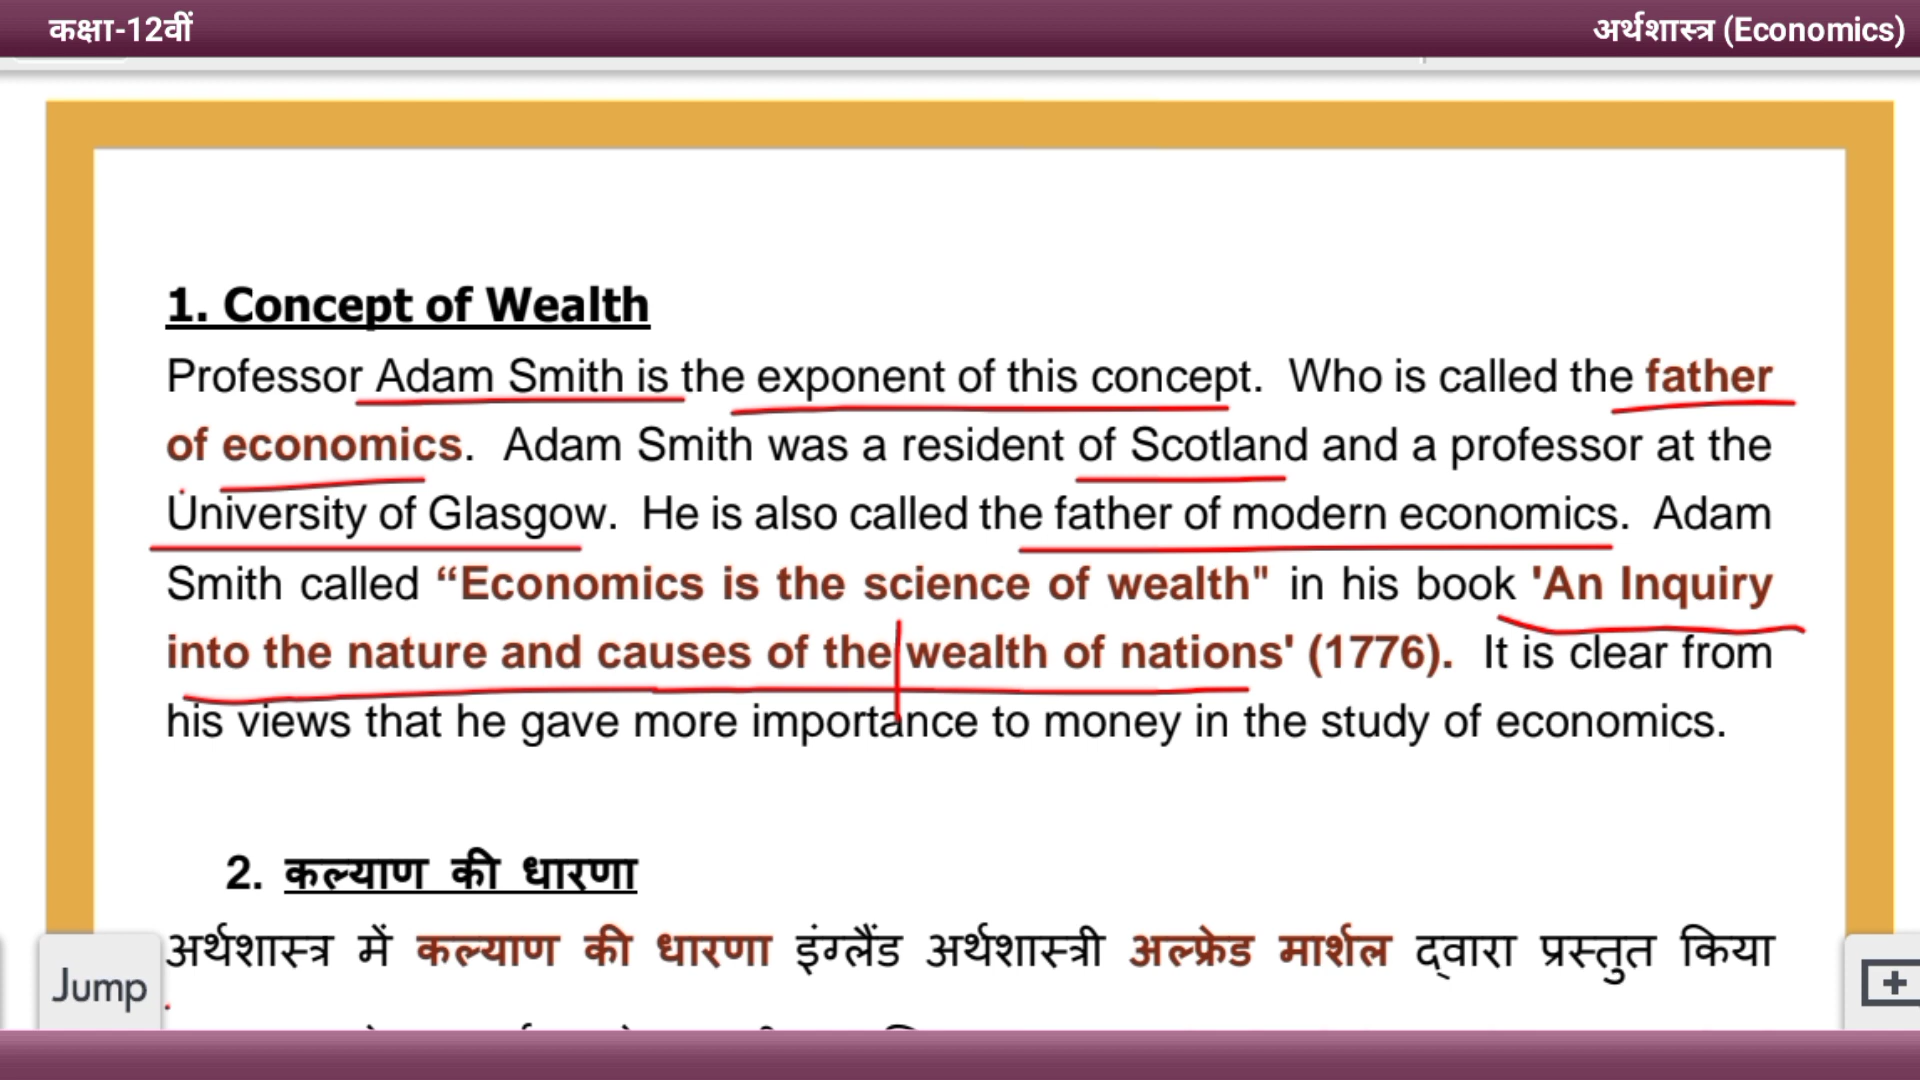 कक्षा-12वीं
अर्थशास्त्र (Economics)
1. Concept of Wealth
Professor Adam Smith is the exponent of this concept. Who is called the father
of economics. Adam Smith was a resident of Scotland and a professor at the
University of Glasgow. He is also called the father of modern economics. Adam
Smith called “Economics is the science of wealth" in his book 'An Inquiry
into the nature and causes of the wealth of nations' (1776). It is clear from
his views that he gave more importance to money in the study of economics.
2. कल्याण की धारणा
अर्थशास्त्र में कल्याण की धारणा इंग्लैंड अर्थशास्त्री अल्फ्रेड मार्शल द्वारा प्रस्तुत किया
Jump